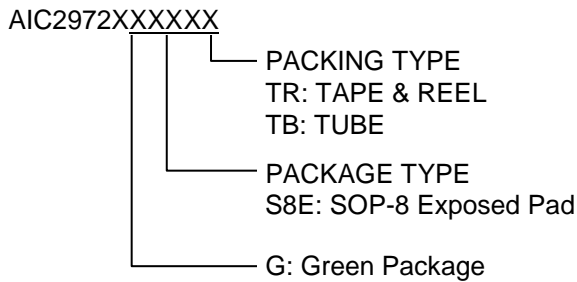 AIC2972XXXXXX
PACKING TYPE
TR: TAPE & REEL
TB: TUBE
PACKAGE TYPE
S8E: SOP-8 Exposed Pad
G: Green Package